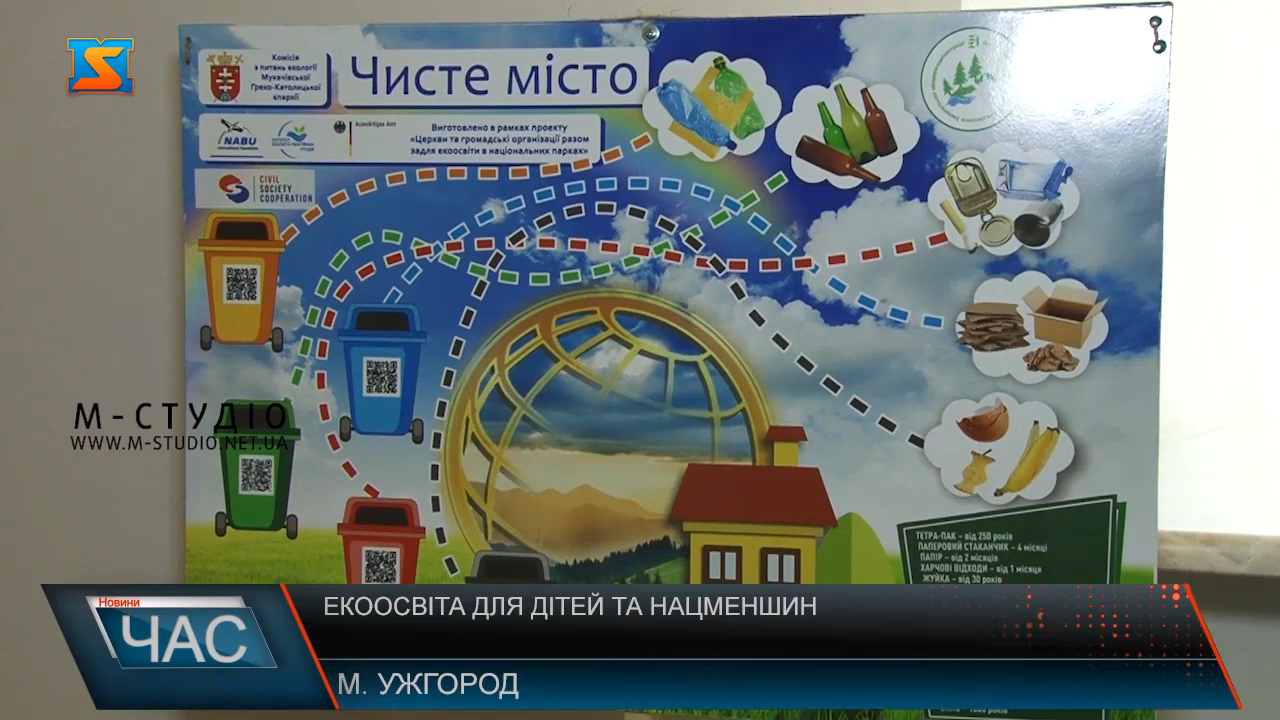 Комісія
з питань екології
Мукачівської
Греко-Католицької
єпархії
Чисте місто
NABU
Auswärtiges Amt
Виготовлено в рамках проекту
«Церкви та громадські організації разом
задля екоосвіти в національних парках»
CIVIL
SOCIETY
COOPERATION
М-СТУДІО
WWW.M-STUDIO.NET.UA
ТЕТРА-ПАК – від 250 років
ПАПЕРОВИЙ СТАКАНЧИК – 4 місяці
ПАПІР – від 2 місяців
ХАРЧОВІ ВІДХОДИ – від 1 місяця
ЖУЙКА – від 30 років
Новини
ЧАС
ЕКООСВІТА ДЛЯ ДІТЕЙ ТА НАЦМЕНШИН
М. УЖГОРОД